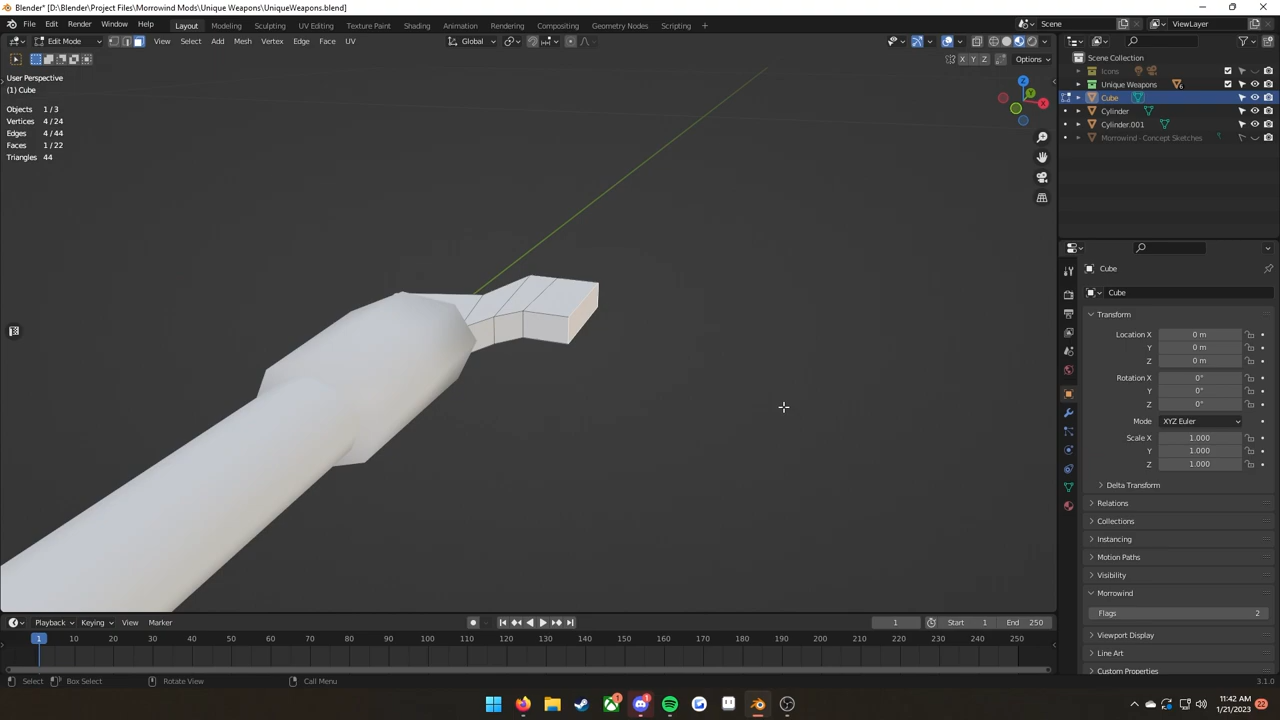 Blender* [D:\Blender\Project Files\Morrowind Mods\Unique Weapons\UniqueWeapons.blend]
File Edit Render Window Help Layout Modeling Sculpting UV Editing Texture Paint Shading Animation Rendering Compositing Geometry Nodes Scripting + Scene ViewLayer
Edit Mode View Select Add Mesh Vertex Edge Face UV Global
X Y Z Options
User Perspective
(1) Cube
Objects 1/3
Vertices 4/24
Edges 4/44
Faces 1/22
Triangles 44
Z
Y
X
Scene Collection
Icons
Unique Weapons 6
Cube
Cylinder
Cylinder.001
Morrowind - Concept Sketches
Cube
Cube
Transform
Location X 0 m
Y 0 m
Z 0 m
Rotation X 0°
Y 0°
Z 0°
Mode XYZ Euler
Scale X 1.000
Y 1.000
Z 1.000
Delta Transform
Relations
Collections
Instancing
Motion Paths
Visibility
Morrowind
Flags 2
Viewport Display
Line Art
Custom Properties
Playback Keying View Marker 1 Start 1 End 250
1 10 20 30 40 50 60 70 80 90 100 110 120 130 140 150 160 170 180 190 200 210 220 230 240 250
Select Box Select Rotate View Call Menu 3.1.0
11:42 AM
1/21/2023 22